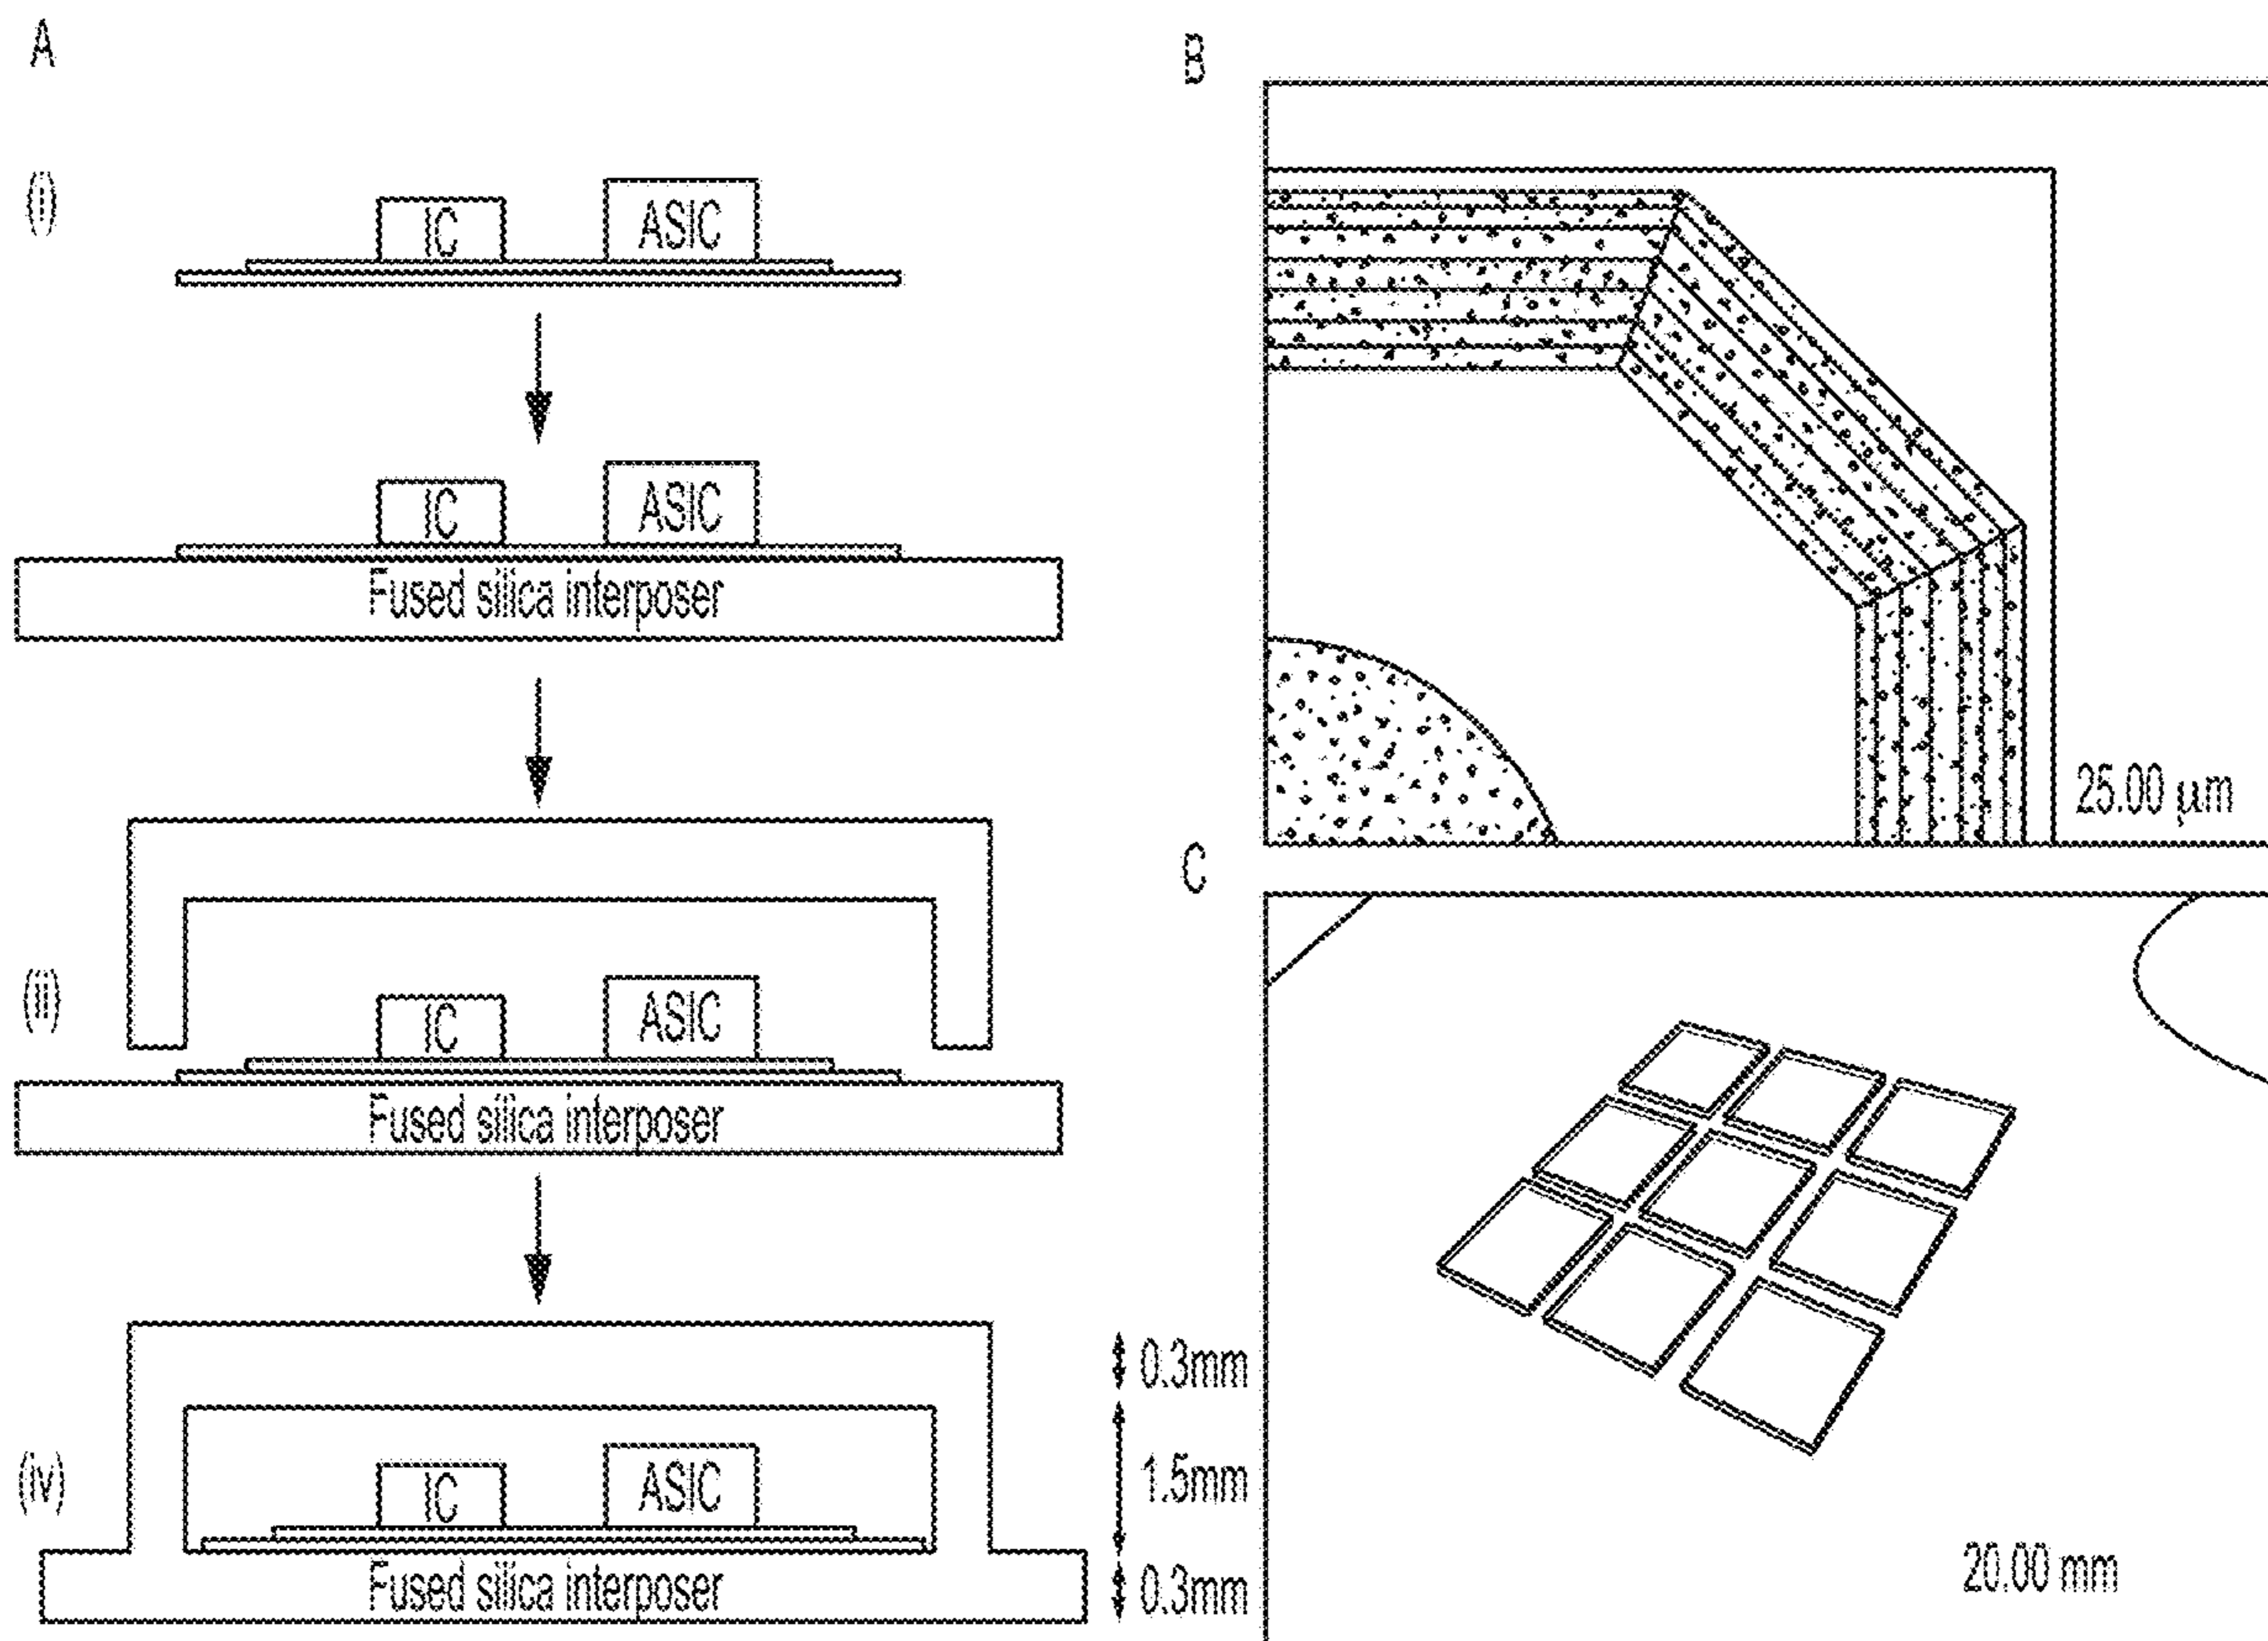 A
(i)
IC
ASIC
IC
ASIC
Fused silica interposer
(ii)
IC
ASIC
Fused silica interposer
(iv)
IC
ASIC
Fused silica interposer
0.3mm
1.5mm
0.3mm
B
25.00 µm
C
20.00 mm